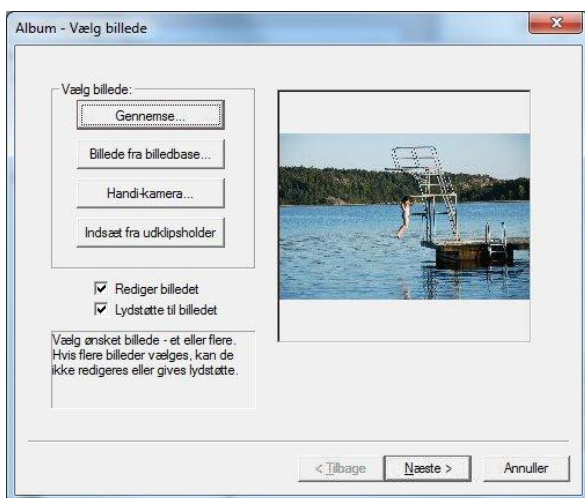 Album - Vælg billede
Vælg billede:
Gennemse...
Billede fra billedbase...
Handi-kamera...
Indsæt fra udklipsholder
Rediger billedet
Lydstøtte til billedet
Vælg ønsket billede - et eller flere.
Hvis flere billeder vælges, kan de
ikke redigeres eller gives lydstøtte.
< Tilbage
Næste >
Annuller